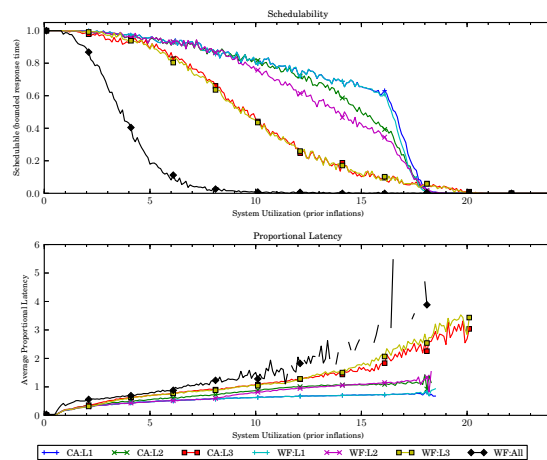 Schedulability
Schedulable (bounded response time)
1.0
0.8
0.6
0.4
0.2
0.0
0 5 10 15 20
System Utilization (prior inflations)
Proportional Latency
Average Proportional Latency
6
5
4
3
2
1
0
0 5 10 15 20
System Utilization (prior inflations)
CA:L1 CA:L2 CA:L3 WF:L1 WF:L2 WF:L3 WF:All